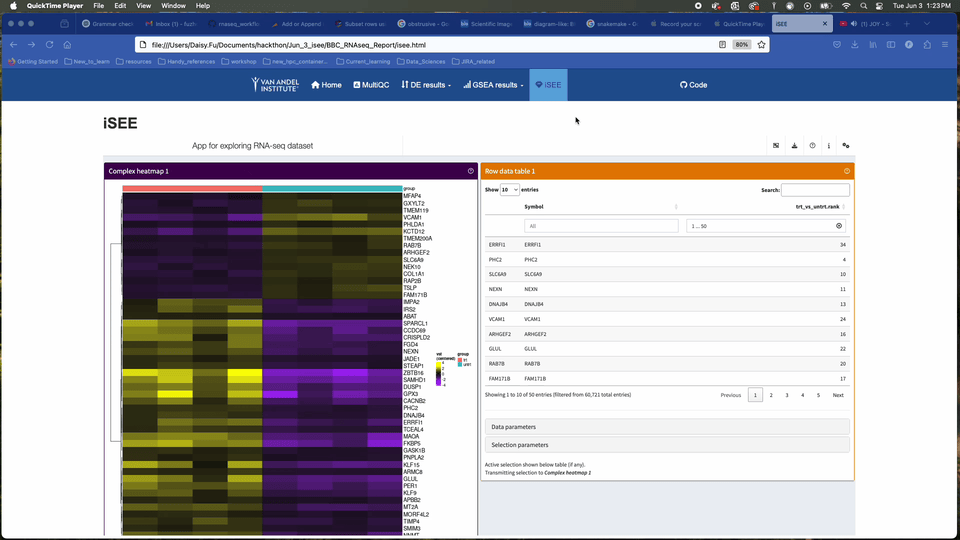 QuickTime Player File Edit View Window Help Tue Jun 3 1:23 PM
Grammar check
rnaseq_workflo
Add or Append
Subset rows us
obstrusive - G
Scientific Imag
diagram-like: Et
snakemake - G
Record your sc
QuickTime Play
iSEE
(1) JOY – S
file:///Users/Daisy.Fu/Documents/hackthon/Jun_3_isee/BBC_RNAseq_Report/isee.html
80%
Getting Started New_to_learn resources Handy_references workshop new_hpc_container... Current_learning Data_Sciences JIRA_related
VAN ANDEL INSTITUTE Home MultiQC DE results GSEA results iSEE Code
iSEE
App for exploring RNA-seq dataset
Complex heatmap 1
group
MFAP4
GXYLT2
TMEM119
VCAM1
PHLDA1
KCTD12
TMEM200A
RAB7B
ARHGEF2
SLC6A9
NEK10
COL1A1
RAP2B
TSLP
FAM171B
IMPA2
IRS2
ABAT
SPARCL1
CCDC69
CRISPLD2
FGD4
NEXN
JADE1
STEAP1
ZBTB16
SAMHD1
DUSP1
GPX3
CACNB2
PHC2
DNAJB4
ERRFI1
TCEAL4
MAOA
FKBP5
GASK1B
PNPLA2
KLF15
ARMC8
GLUL
PER1
KLF9
APBB2
MT2A
MORF4L2
TIMP4
SMIM3
NNMT
group
trt
untrt
Row data table 1
Show 10 entries Search:
Symbol trt_vs_untrt.rank
All 1 ... 50
ERRFI1 ERRFI1 34
PHC2 PHC2 4
SLC6A9 SLC6A9 10
NEXN NEXN 11
DNAJB4 DNAJB4 13
VCAM1 VCAM1 24
ARHGEF2 ARHGEF2 16
GLUL GLUL 22
RAB7B RAB7B 20
FAM171B FAM171B 17
Showing 1 to 10 of 50 entries (filtered from 60,721 total entries) Previous 1 2 3 4 5 Next
Data parameters
Selection parameters
Active selection shown below table (if any).
Transmitting selection to Complex heatmap 1